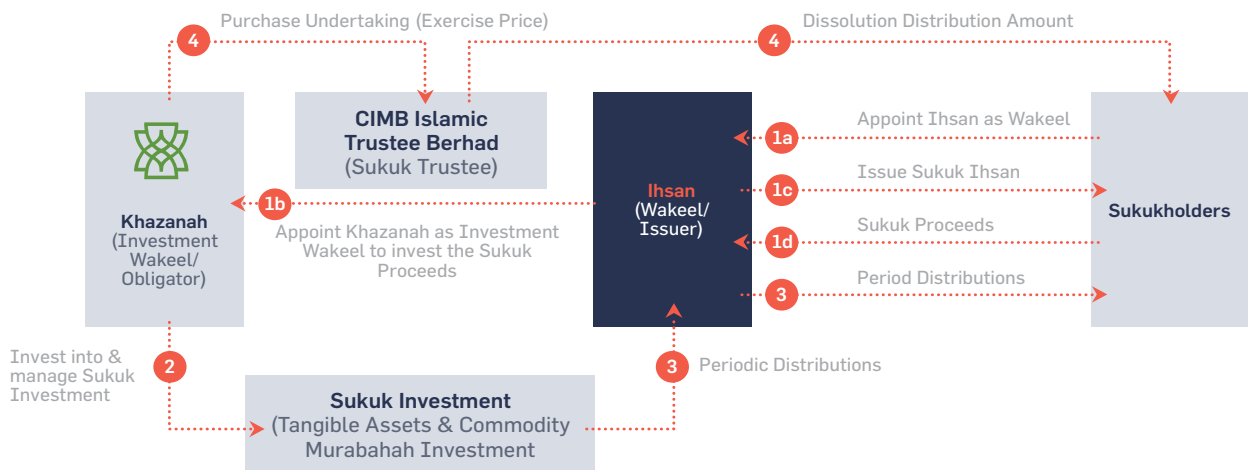 Purchase Undertaking (Exercise Price)
Dissolution Distribution Amount
4
4
CIMB Islamic
Trustee Berhad
(Sukuk Trustee)
Khazanah
(Investment
Wakeel/
Obligator)
1b
Appoint Khazanah as Investment
Wakeel to invest the Sukuk
Proceeds
Ihsan
(Wakeel/
Issuer)
Appoint Ihsan as Wakeel
1a
Issue Sukuk Ihsan
1c
Sukuk Proceeds
1d
Period Distributions
3
Sukukholders
Invest into &
manage Sukuk
Investment
2
3
Periodic Distributions
Sukuk Investment
(Tangible Assets & Commodity
Murabahah Investment